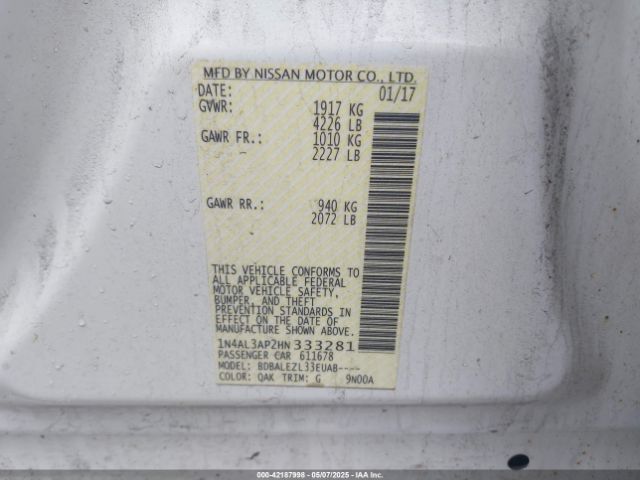 MFD BY NISSAN MOTOR CO., LTD.
DATE: 01/17
GVWR: 1917 KG
4226 LB
GAWR FR.: 1010 KG
2227 LB
GAWR RR.: 940 KG
2072 LB
THIS VEHICLE CONFORMS TO
ALL APPLICABLE FEDERAL
MOTOR VEHICLE SAFETY,
BUMPER, AND THEFT
PREVENTION STANDARDS IN
EFFECT ON THE DATE OF
MANUFACTURE SHOWN ABOVE.
1N4AL3AP2HN333281
PASSENGER CAR 611678
MODEL: BDBALEZL33EUAB----
COLOR: QAK TRIM: G 9N00A
000-42187998 | 05/07/2025 | IAA Inc.